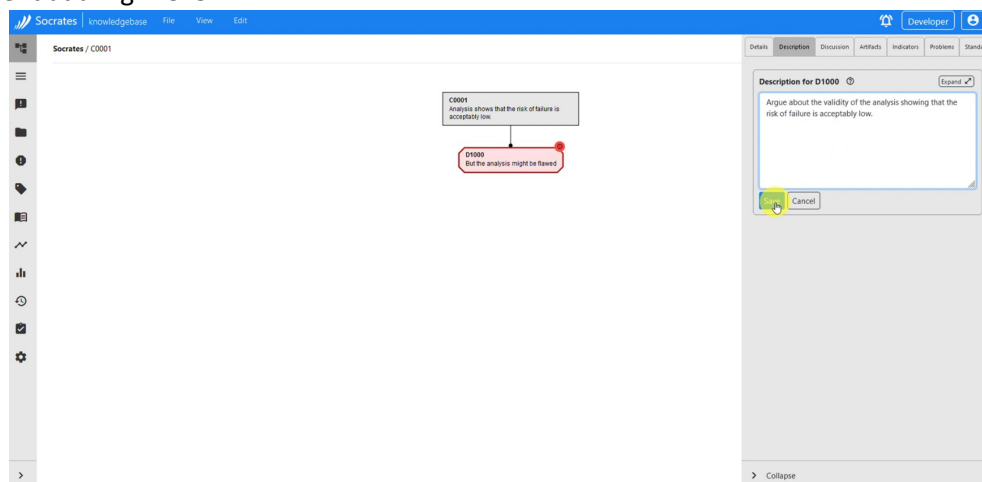 Socrates knowledgebase File View Edit Developer
Socrates / C0001
Details Description Discussion Artifacts Indicators Problems
Description for D1000 Expand
Argue about the validity of the analysis showing that the
risk of failure is acceptably low.
Save Cancel
C0001
Analysis shows that the risk of failure is
acceptably low.
D1000
But the analysis might be flawed
Collapse